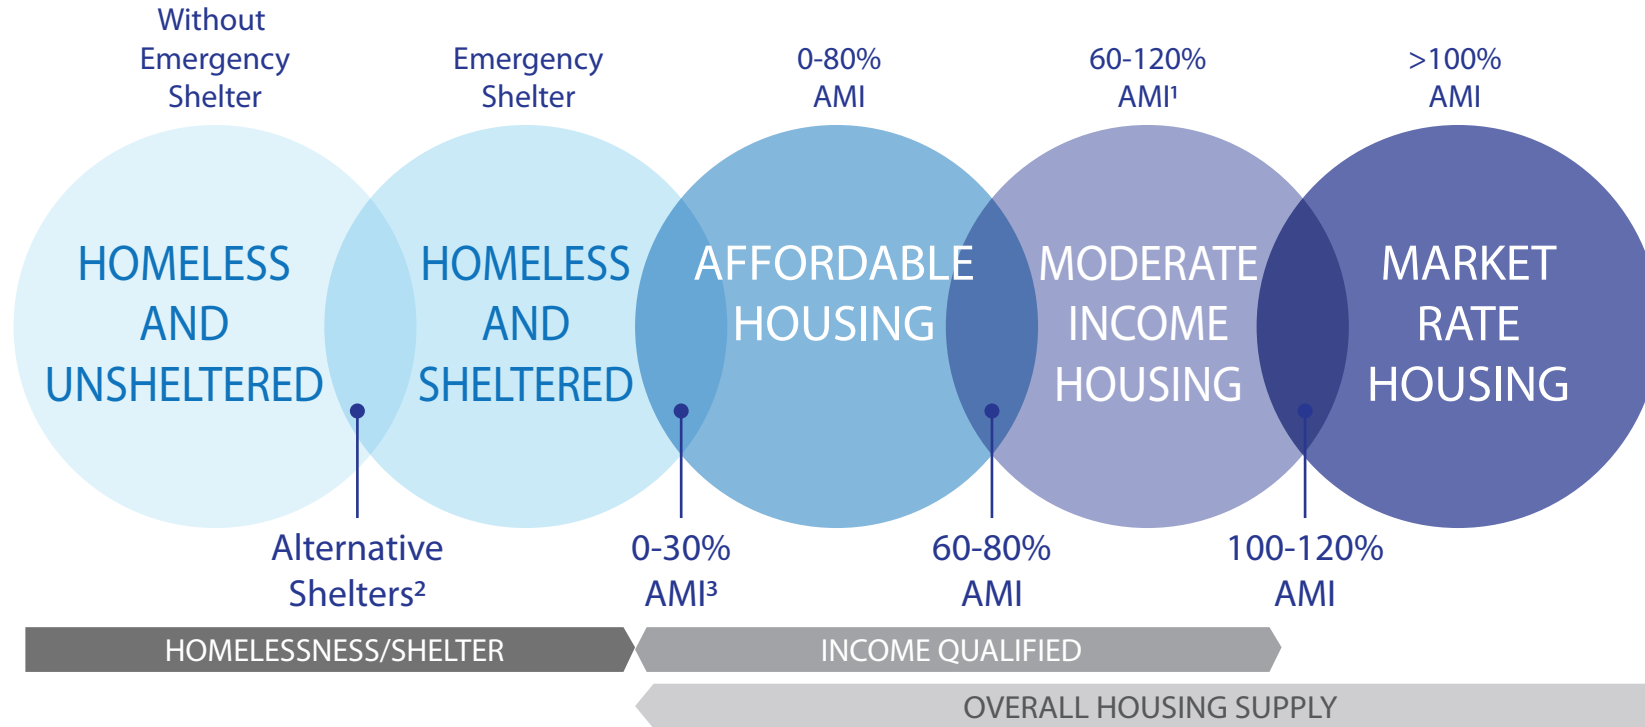 Without
Emergency
Shelter
Emergency
Shelter
0-80%
AMI
60-120%
AMI¹
>100%
AMI
HOMELESS
AND
UNSHELTERED
HOMELESS
AND
SHELTERED
AFFORDABLE
HOUSING
MODERATE
INCOME
HOUSING
MARKET
RATE
HOUSING
Alternative
Shelters²
0-30%
AMI³
60-80%
AMI
100-120%
AMI
HOMELESSNESS/SHELTER
INCOME QUALIFIED
OVERALL HOUSING SUPPLY